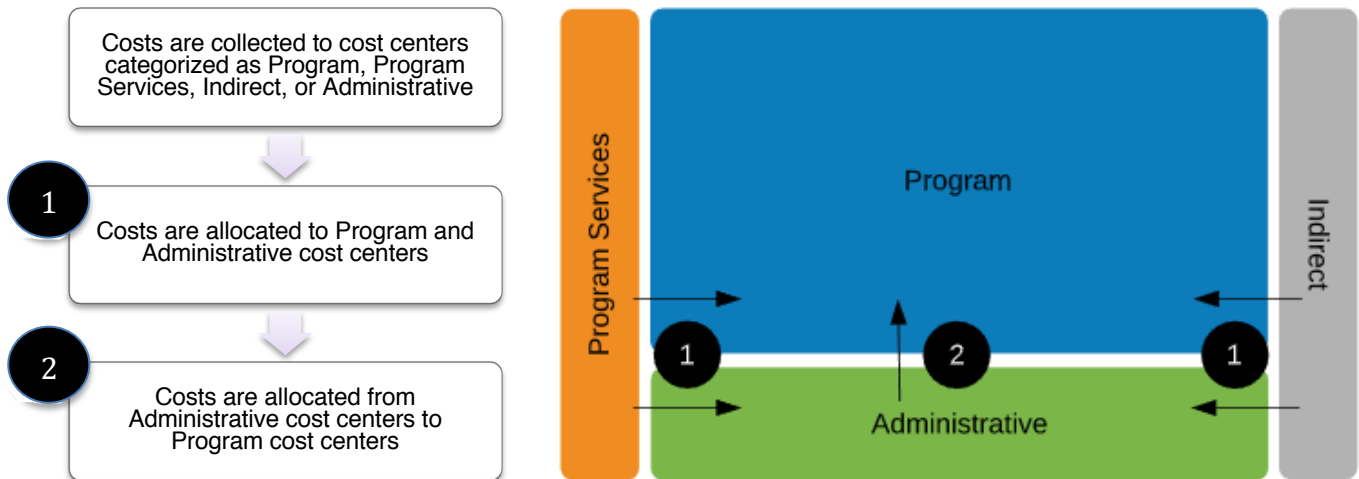 Costs are collected to cost centers
categorized as Program, Program
Services, Indirect, or Administrative
1
Costs are allocated to Program and
Administrative cost centers
2
Costs are allocated from
Administrative cost centers to
Program cost centers
Program Services
Program
Indirect
1
2
1
Administrative